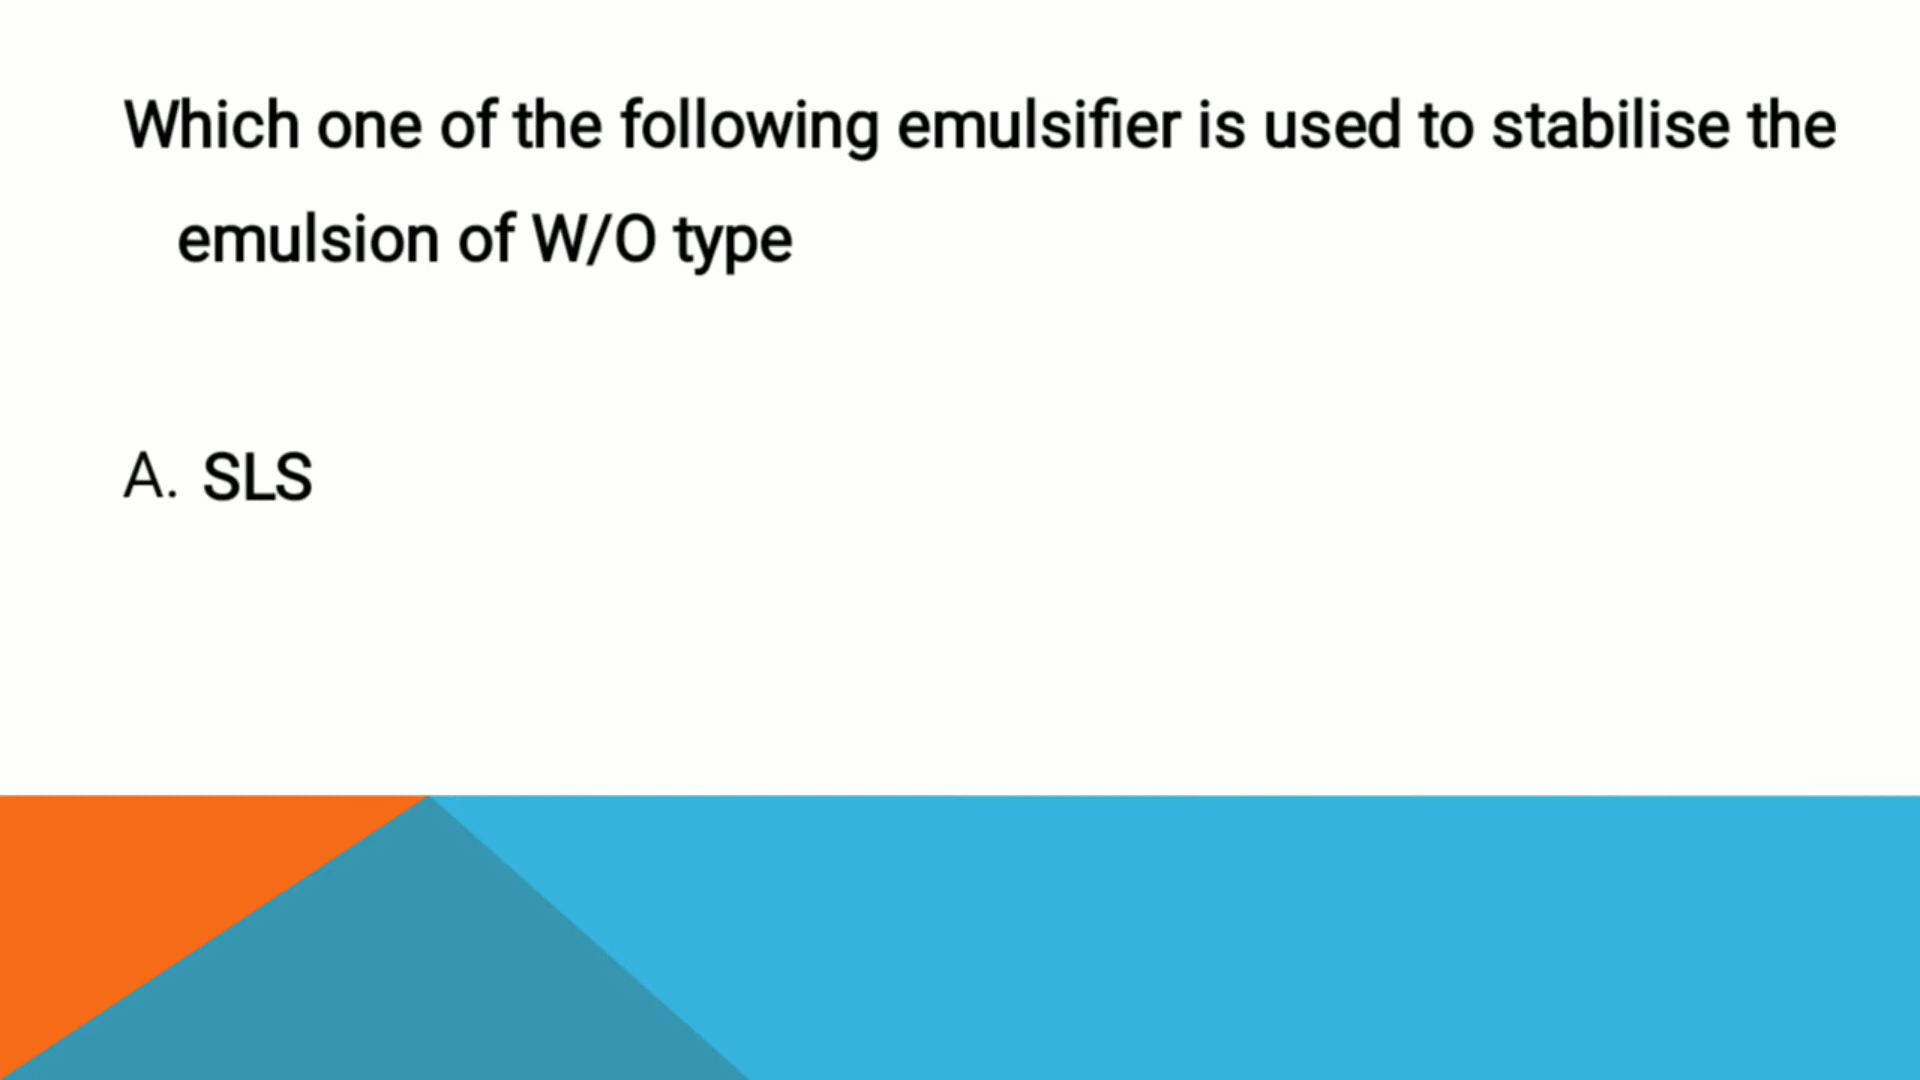 Which one of the following emulsifier is used to stabilise the
emulsion of W/O type
A. SLS